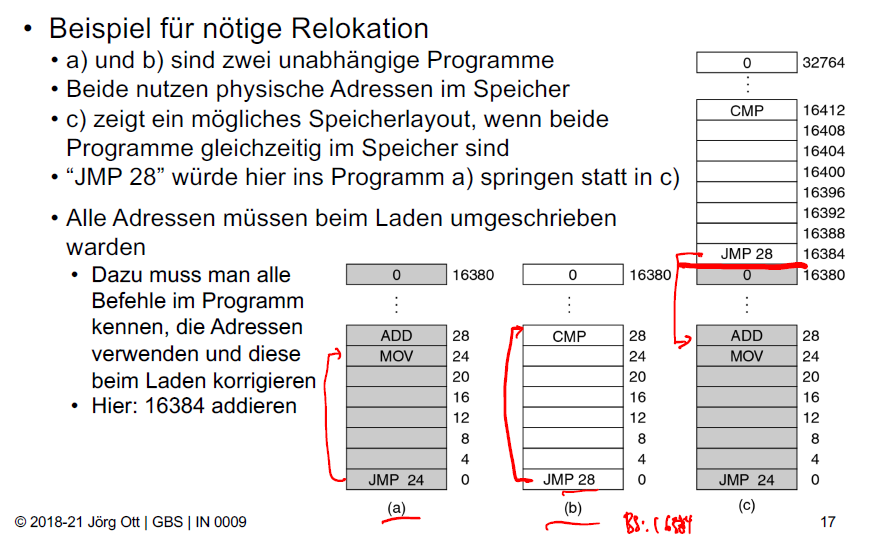 • Beispiel für nötige Relokation
• a) und b) sind zwei unabhängige Programme
• Beide nutzen physische Adressen im Speicher
• c) zeigt ein mögliches Speicherlayout, wenn beide
Programme gleichzeitig im Speicher sind
• “JMP 28” würde hier ins Programm a) springen statt in c)
• Alle Adressen müssen beim Laden umgeschrieben
warden
• Dazu muss man alle
Befehle im Programm
kennen, die Adressen
verwenden und diese
beim Laden korrigieren
• Hier: 16384 addieren
0 16380
⋮
ADD 28
MOV 24
20
16
12
8
4
JMP 24 0
(a)
0 16380
⋮
CMP 28
24
20
16
12
8
4
JMP 28 0
(b)
BS: 16384
0 32764
⋮
CMP 16412
16408
16404
16400
16396
16392
16388
JMP 28 16384
0 16380
⋮
ADD 28
MOV 24
20
16
12
8
4
JMP 24 0
(c)
© 2018-21 Jörg Ott | GBS | IN 0009
17